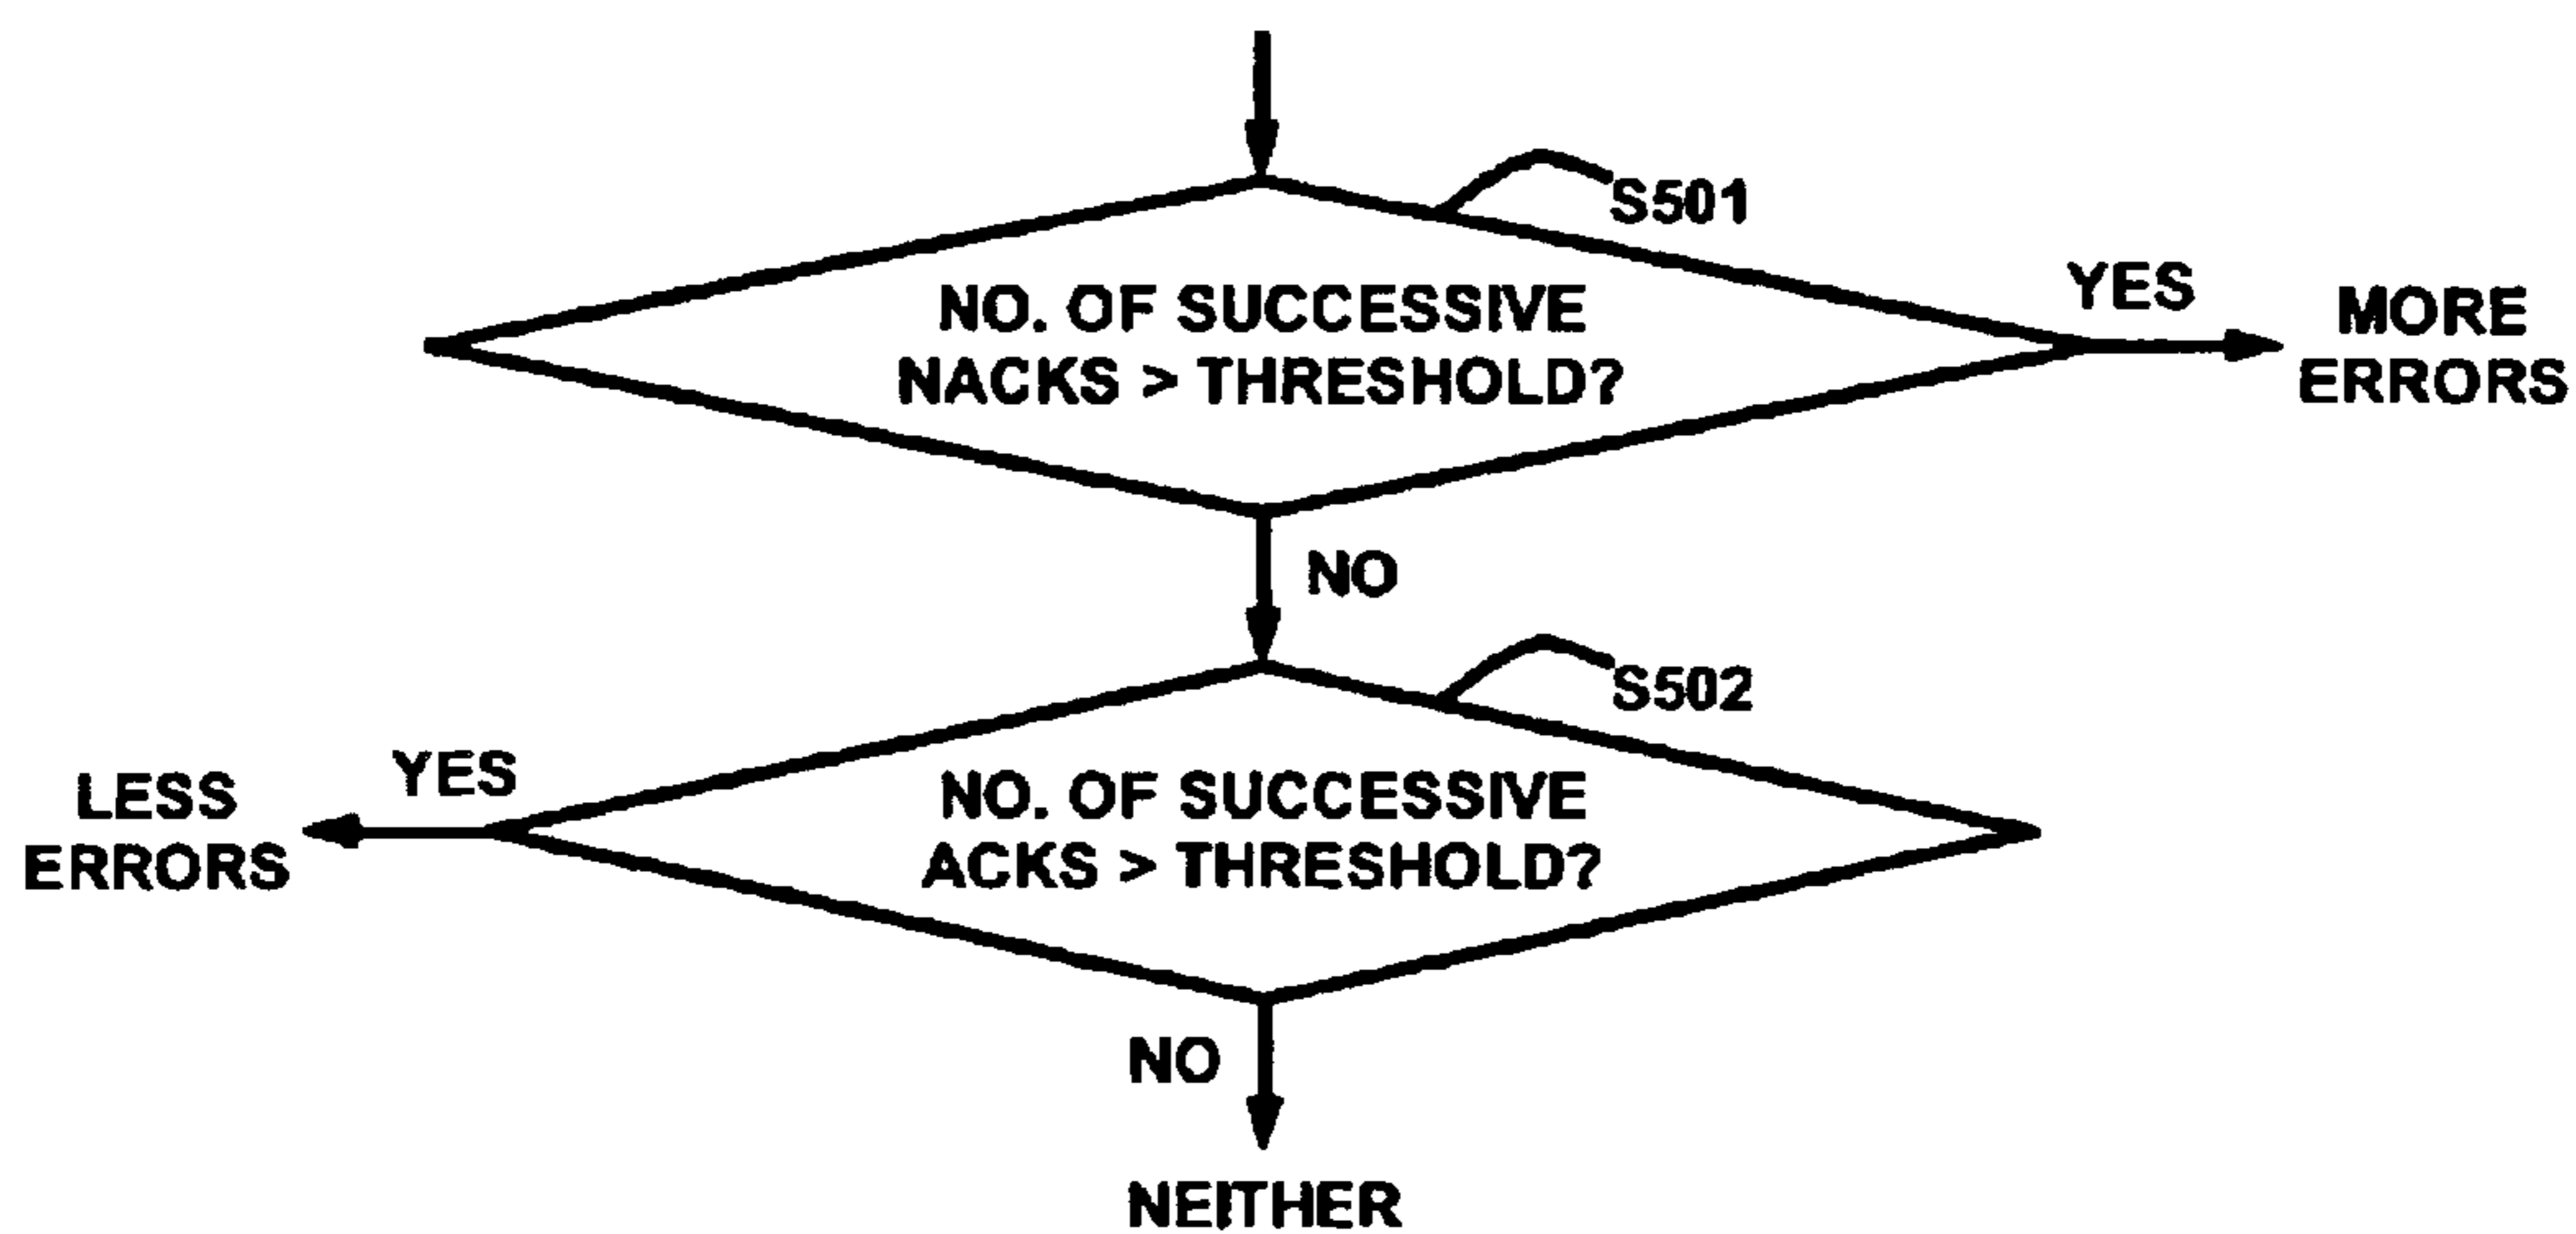 S501
NO. OF SUCCESSIVE
NACKS > THRESHOLD?
YES
MORE
ERRORS
NO
S502
NO. OF SUCCESSIVE
ACKS > THRESHOLD?
YES
LESS
ERRORS
NO
NEITHER